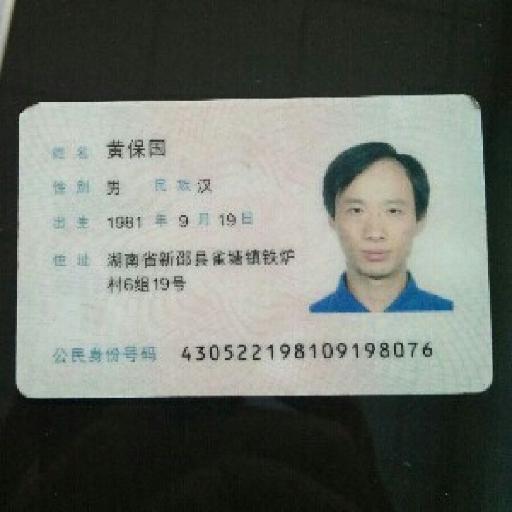 姓名 黄保国
性别 男 民族 汉
出生 1981 年 9 月 19 日
住址 湖南省新邵县雀塘镇铁炉
村6组19号
公民身份号码 430522198109198076